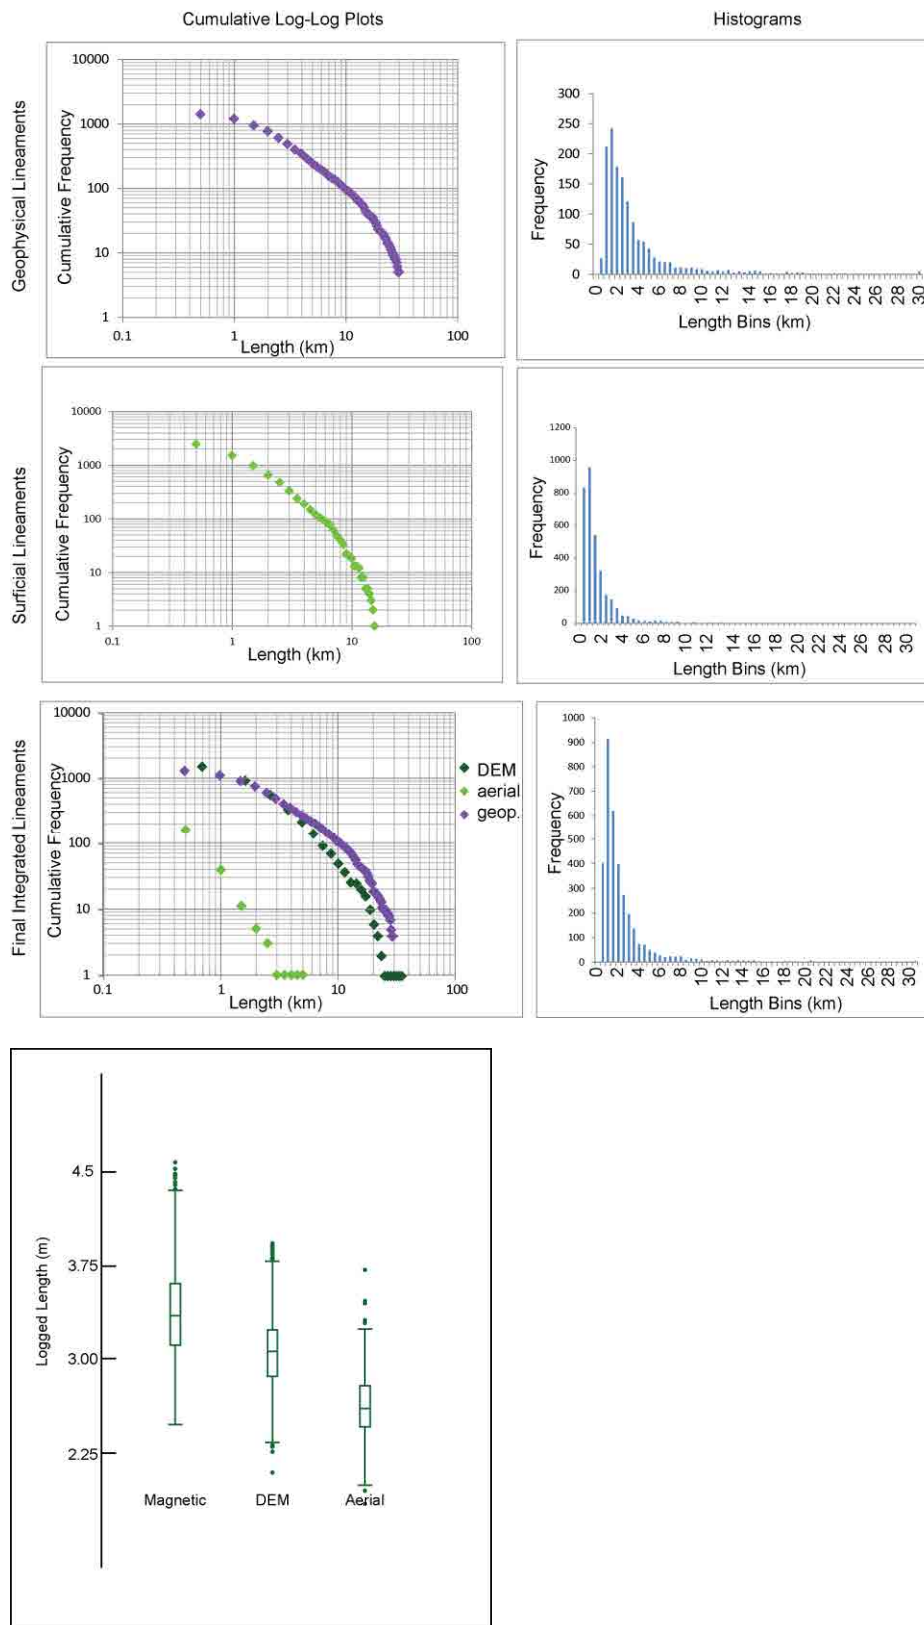 Cumulative Log-Log Plots
Histograms
Geophysical Lineaments
Cumulative Frequency
10000
1000
100
10
1
0.1 1 10 100
Length (km)
Frequency
300
250
200
150
100
50
0
0 2 4 6 8 10 12 14 16 18 20 22 24 26 28 30
Length Bins (km)
Surficial Lineaments
Cumulative Frequency
10000
1000
100
10
1
0.1 1 10 100
Length (km)
Frequency
1200
1000
800
600
400
200
0
0 2 4 6 8 10 12 14 16 18 20 22 24 26 28 30
Length Bins (km)
Final Integrated Lineaments
Cumulative Frequency
10000
1000
100
10
1
0.1 1 10 100
Length (km)
DEM
aerial
geop.
Frequency
1000
900
800
700
600
500
400
300
200
100
0
0 2 4 6 8 10 12 14 16 18 20 22 24 26 28 30
Length Bins (km)
Logged Length (m)
4.5
3.75
3.00
2.25
Magnetic DEM Aerial